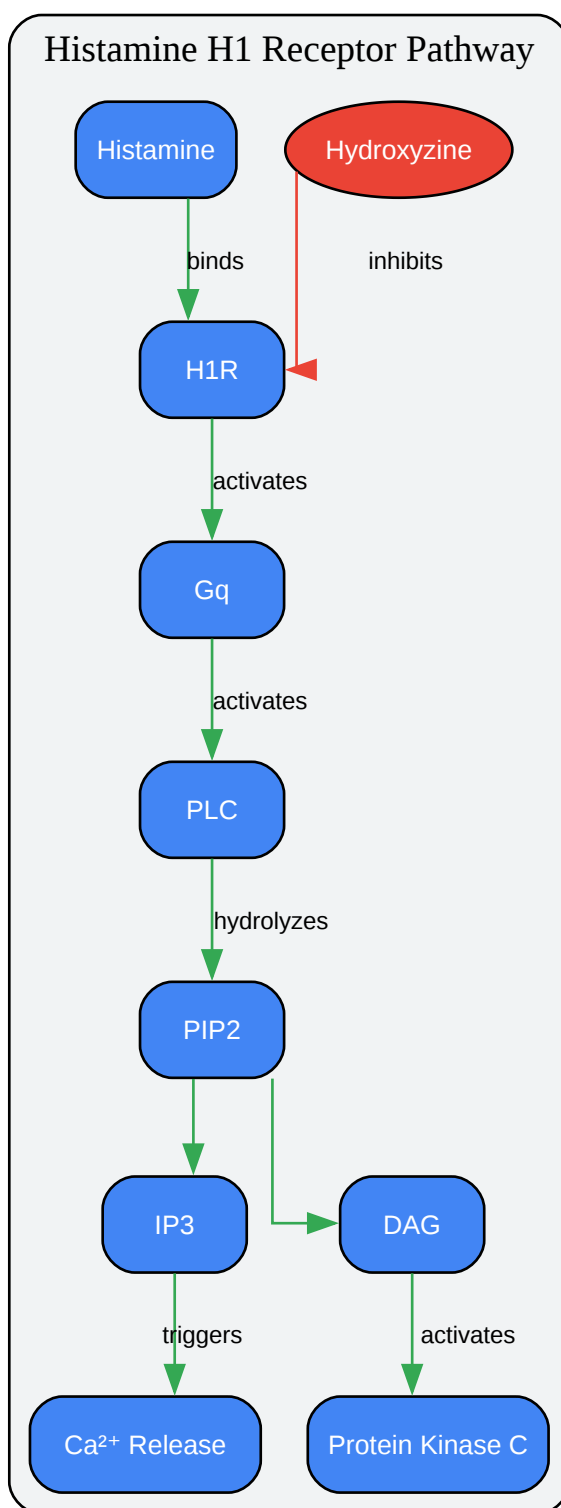 Histamine H1 Receptor Pathway
Histamine
Hydroxyzine
binds
inhibits
H1R
activates
Gq
activates
PLC
hydrolyzes
PIP2
IP3
DAG
triggers
activates
Ca²⁺ Release
Protein Kinase C